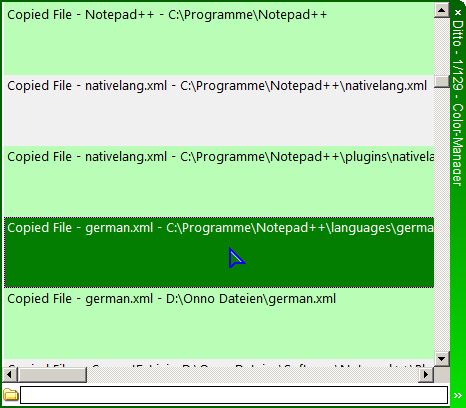 Copied File - Notepad++ - C:\Programme\Notepad++
Copied File - nativelang.xml - C:\Programme\Notepad++\nativelang.xml
Copied File - nativelang.xml - C:\Programme\Notepad++\plugins\nativela
Copied File - german.xml - C:\Programme\Notepad++\languages\germa
Copied File - german.xml - D:\Onno Dateien\german.xml
× Ditto - 1/129 - Color-Manager
»